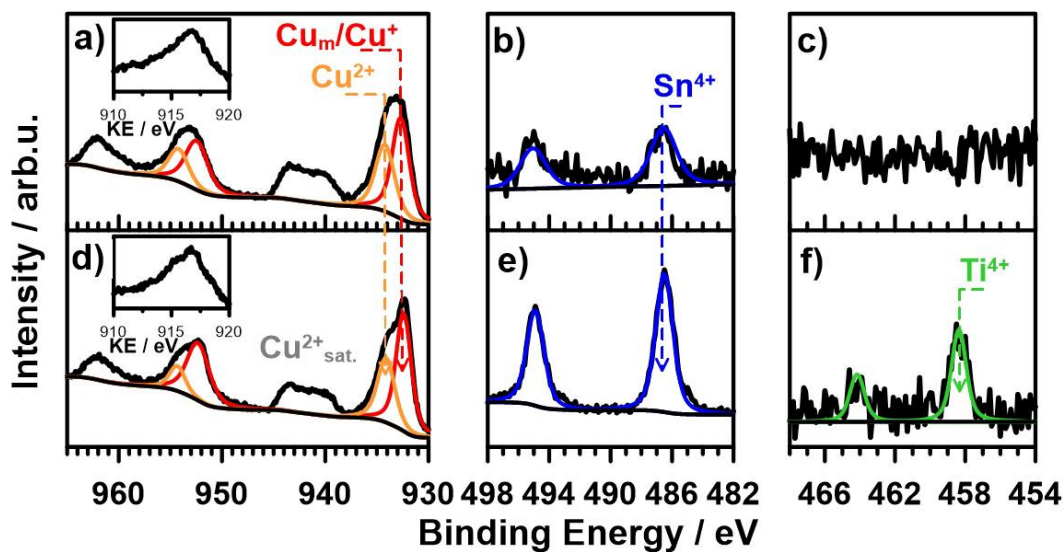 a)
910 915 920
KE / eV
Cuₘ/Cu⁺
Cu²⁺
b)
Sn⁴⁺
c)
d)
910 915 920
KE / eV
Cu²⁺sat.
e)
f)
Ti⁴⁺
960 950 940 930
498 494 490 486 482
466 462 458 454
Intensity / arb.u.
Binding Energy / eV